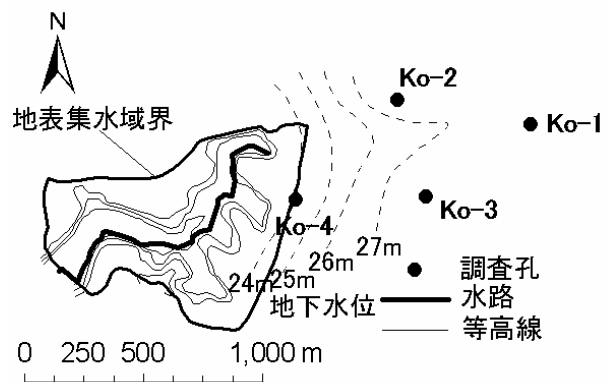 N
地表集水域界
Ko-2
Ko-1
Ko-3
Ko-4
24m
25m
26m
27m
地下水位
調査孔
水路
等高線
0 250 500 1,000 m